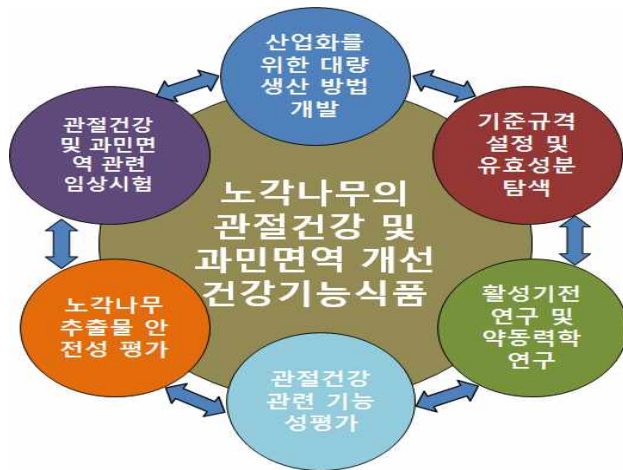 산업화를
위한 대량
생산 방법
개발
기준규격
설정 및
유효성분
탐색
활성기전
연구 및
약동력학
연구
관절건강
관련 기능
성평가
노각나무
추출물 안
전성 평가
관절건강
및 과민면
역 관련
임상시험
노각나무의
관절건강 및
과민면역 개선
건강기능식품